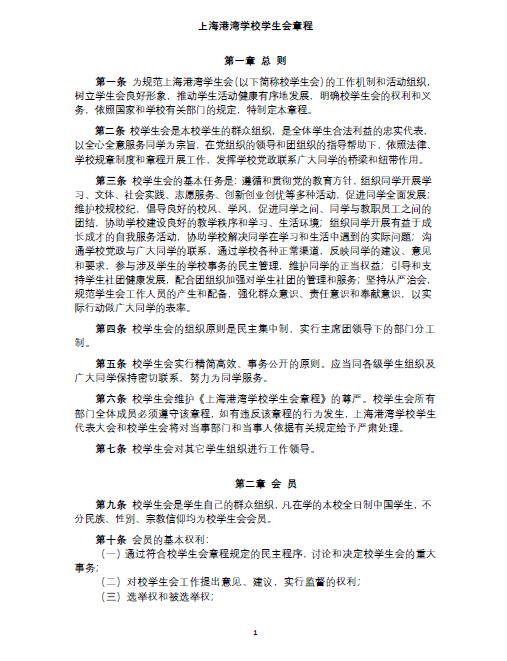 上海港湾学校学生会章程
第一章 总 则
第一条 为规范上海港湾学生会(以下简称校学生会)的工作机制和活动组织，
树立学生会良好形象，推动学生活动健康有序地发展，明确校学生会的权利和义
务，依照国家和学校有关部门的规定，特制定本章程。
第二条 校学生会是本校学生的群众组织，是全体学生合法利益的忠实代表，
以全心全意服务同学为宗旨，在党组织的领导和团组织的指导帮助下，依照法律、
学校规章制度和章程开展工作，发挥学校党政联系广大同学的桥梁和纽带作用。
第三条 校学生会的基本任务是：遵循和贯彻党的教育方针，组织同学开展学
习、文体、社会实践、志愿服务、创新创业创优等多种活动，促进同学全面发展；
维护校规校纪，倡导良好的校风、学风，促进同学之间、同学与教职员工之间的
团结，协助学校建设良好的教学秩序和学习、生活环境；组织同学开展有益于成
长成才的自我服务活动，协助学校解决同学在学习和生活中遇到的实际问题；沟
通学校党政与广大同学的联系，通过学校各种正常渠道，反映同学的建议、意见
和要求，参与涉及学生的学校事务的民主管理，维护同学的正当权益；引导和支
持学生社团健康发展，配合团组织加强对学生社团的管理和服务；坚持从严治会，
规范学生会工作人员的产生和配备，强化群众意识、责任意识和奉献意识，以实
际行动做广大同学的表率。
第四条 校学生会的组织原则是民主集中制，实行主席团领导下的部门分工
制。
第五条 校学生会实行精简高效、事务公开的原则。应当同各级学生组织及
广大同学保持密切联系，努力为同学服务。
第六条 校学生会维护《上海港湾学校学生会章程》的尊严。校学生会所有
部门全体成员必须遵守该章程，如有违反该章程的行为发生，上海港湾学校学生
代表大会和校学生会将对当事部门和当事人依据有关规定给予严肃处理。
第七条 校学生会对其它学生组织进行工作领导。
第二章 会 员
第九条 校学生会是学生自己的群众组织，凡在学的本校全日制中国学生，不
分民族、性别、宗教信仰均为校学生会会员。
第十条 会员的基本权利：
（一）通过符合校学生会章程规定的民主程序，讨论和决定校学生会的重大
事务；
（二）对校学生会工作提出意见、建议，实行监督的权利；
（三）选举权和被选举权；
1